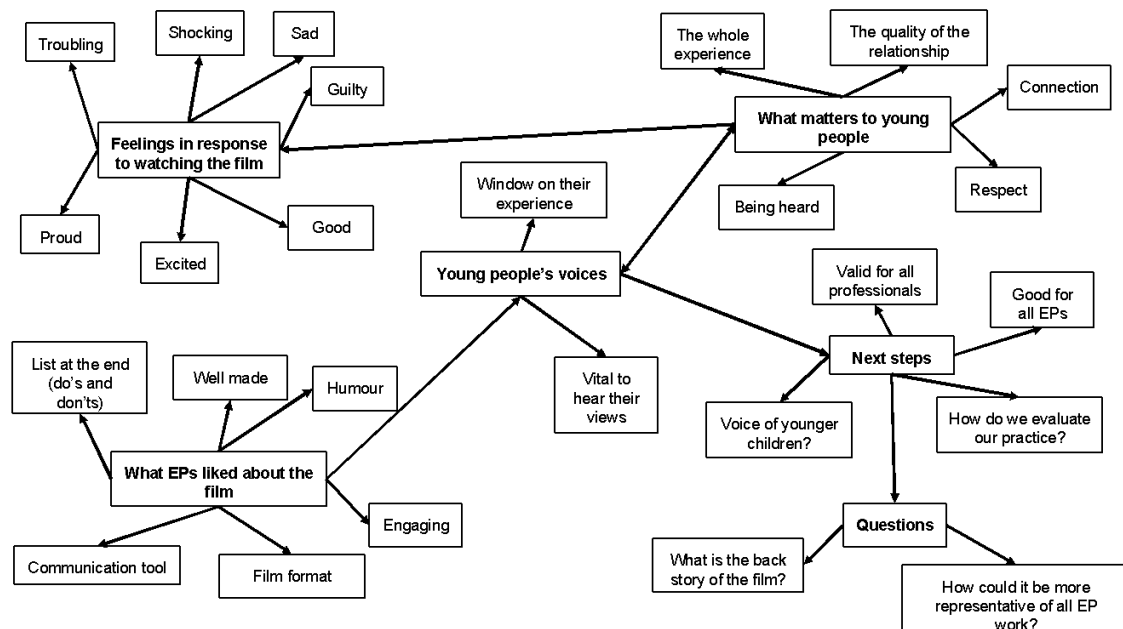 Troubling
Shocking
Sad
Guilty
Feelings in response
to watching the film
Proud
Excited
Good
The whole
experience
The quality of the
relationship
Connection
What matters to young
people
Being heard
Respect
Window on their
experience
Young people's voices
Vital to
hear their
views
Valid for all
professionals
Good for
all EPs
Next steps
Voice of younger
children?
How do we evaluate
our practice?
List at the end
(do's and
don'ts)
Well made
Humour
What EPs liked about the
film
Engaging
Communication tool
Film format
Questions
What is the back
story of the film?
How could it be more
representative of all EP
work?